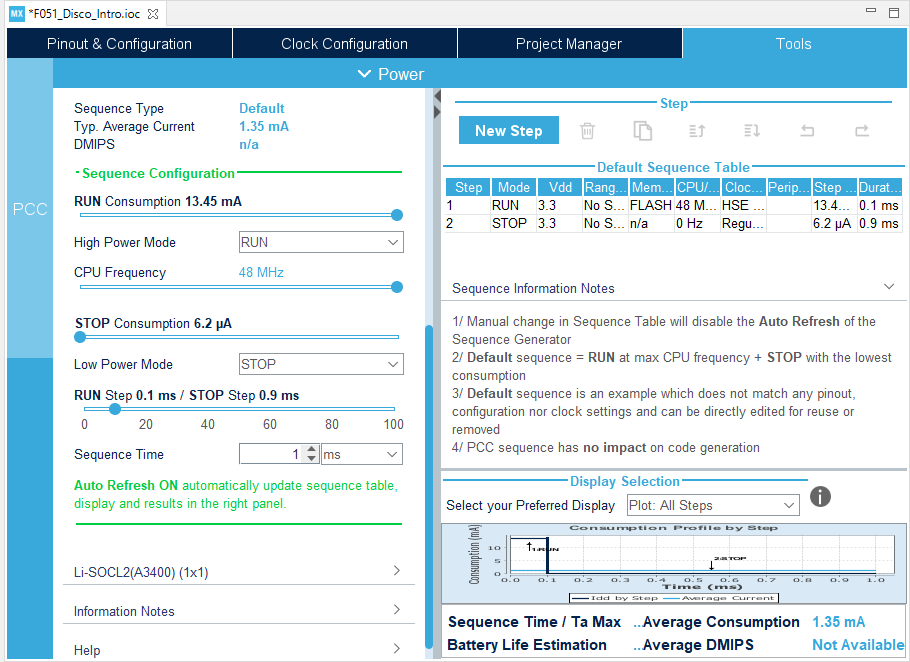 MX *F051_Disco_Intro.ioc
Pinout & Configuration
Clock Configuration
Project Manager
Tools
Power
PCC
Sequence Type Default
Typ. Average Current 1.35 mA
DMIPS n/a
Sequence Configuration
RUN Consumption 13.45 mA
High Power Mode RUN
CPU Frequency 48 MHz
STOP Consumption 6.2 µA
Low Power Mode STOP
RUN Step 0.1 ms / STOP Step 0.9 ms
0 20 40 60 80 100
Sequence Time 1 ms
Auto Refresh ON automatically update sequence table,
display and results in the right panel.
Li-SOCL2(A3400) (1x1)
Information Notes
Help
Step
New Step
Default Sequence Table
Step Mode Vdd Rang... Mem... CPU/... Cloc... Perip... Step ... Durat...
1 RUN 3.3 No S... FLASH 48 M... HSE ... 13.4... 0.1 ms
2 STOP 3.3 No S... n/a 0 Hz Regu... 6.2 µA 0.9 ms
Sequence Information Notes
1/ Manual change in Sequence Table will disable the Auto Refresh of the
Sequence Generator
2/ Default sequence = RUN at max CPU frequency + STOP with the lowest
consumption
3/ Default sequence is an example which does not match any pinout,
configuration nor clock settings and can be directly edited for reuse or
removed
4/ PCC sequence has no impact on code generation
Display Selection
Select your Preferred Display Plot: All Steps
Consumption Profile by Step
Consumption (mA)
10
5
0
1:RUN
2:STOP
0.0 0.1 0.2 0.3 0.4 0.5 0.6 0.7 0.8 0.9 1.0
Time (ms)
Idd by Step Average Current
Sequence Time / Ta Max ... Average Consumption 1.35 mA
Battery Life Estimation ... Average DMIPS Not Available